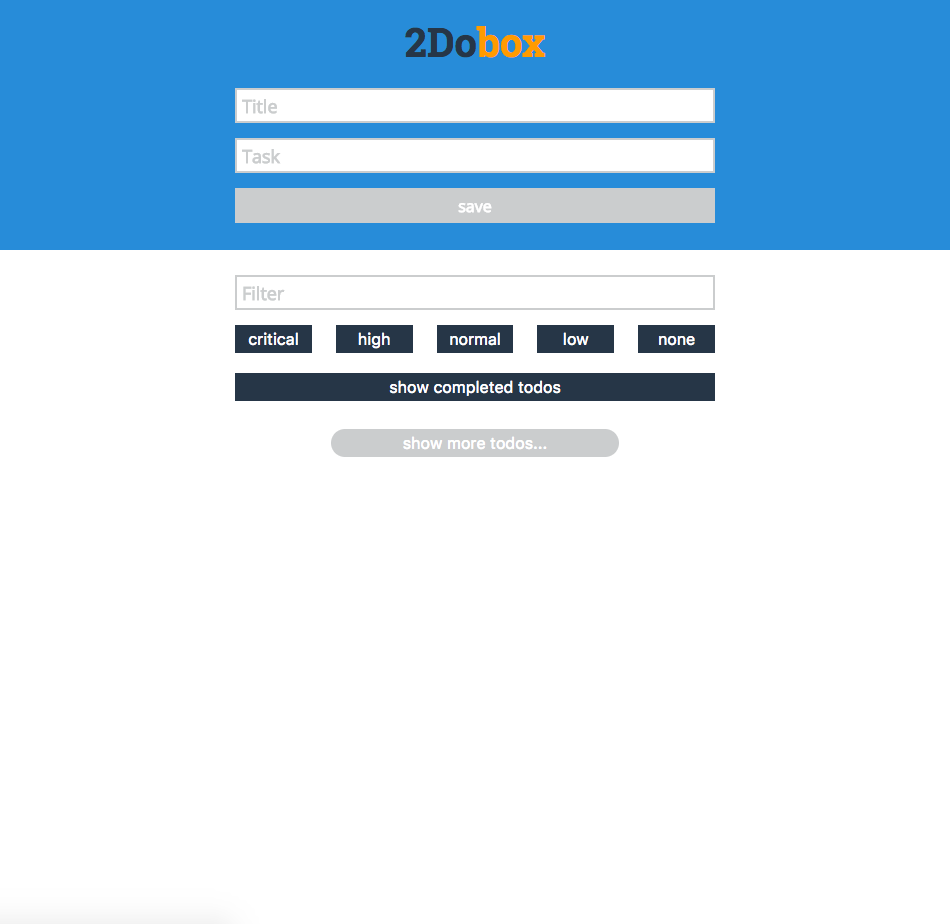 2Dobox
Title
Task
save
Filter
critical high normal low none
show completed todos
show more todos...